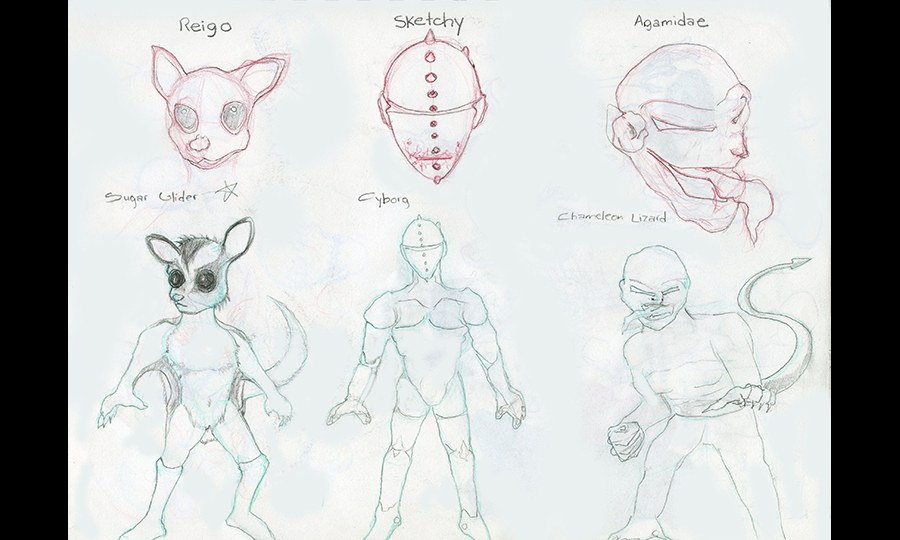 Reigo
Sketchy
Agamidae
Sugar Glider
Cyborg
Chameleon Lizard